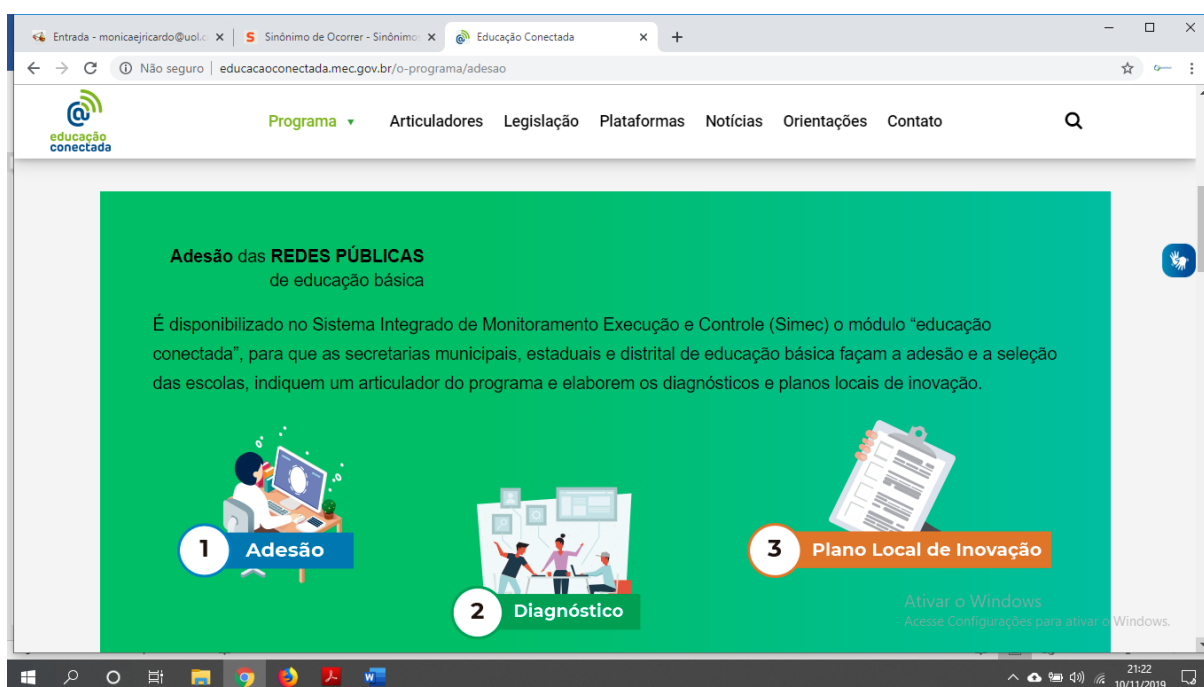 Entrada - monicaejricardo@uol.c
Sinônimo de Ocorrer - Sinônimo
Educação Conectada
Não seguro | educacaoconectada.mec.gov.br/o-programa/adesao
educação
conectada
Programa Articuladores Legislação Plataformas Notícias Orientações Contato
Adesão das REDES PÚBLICAS
de educação básica
É disponibilizado no Sistema Integrado de Monitoramento Execução e Controle (Simec) o módulo “educação
conectada”, para que as secretarias municipais, estaduais e distrital de educação básica façam a adesão e a seleção
das escolas, indiquem um articulador do programa e elaborem os diagnósticos e planos locais de inovação.
1 Adesão
2 Diagnóstico
3 Plano Local de Inovação
Ativar o Windows
Acesse Configurações para ativar o Windows.
21:22
10/11/2019